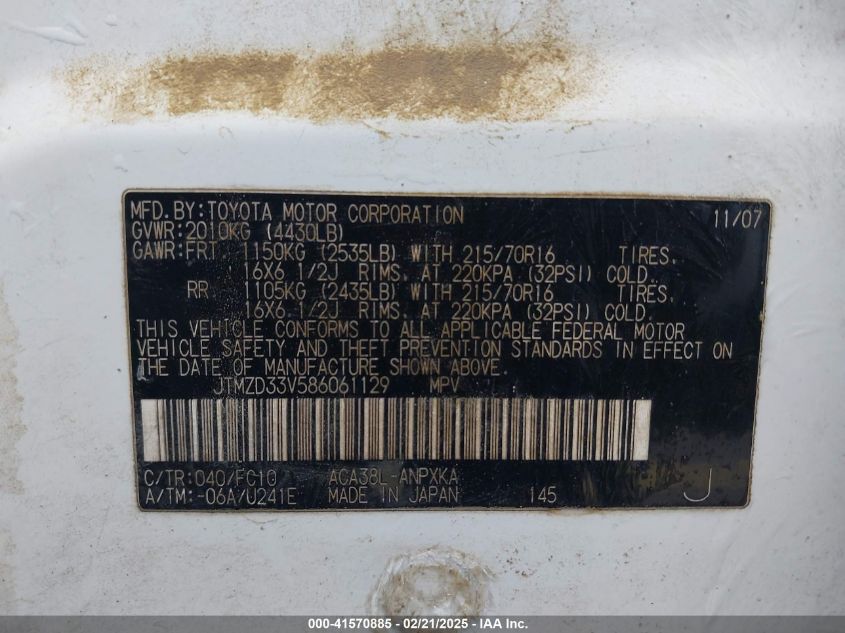 MFD.BY:TOYOTA MOTOR CORPORATION 11/07
GVWR:2010KG (4430LB)
GAWR:FRT 1150KG (2535LB) WITH 215/70R16 TIRES,
16X6 1/2J RIMS, AT 220KPA (32PSI) COLD.
RR 1105KG (2435LB) WITH 215/70R16 TIRES,
16X6 1/2J RIMS, AT 220KPA (32PSI) COLD.
THIS VEHICLE CONFORMS TO ALL APPLICABLE FEDERAL MOTOR
VEHICLE SAFETY AND THEFT PREVENTION STANDARDS IN EFFECT ON
THE DATE OF MANUFACTURE SHOWN ABOVE.
JTMZD33V586061129 MPV
C/TR:040/FC10 ACA38L-ANPXKA
A/TM:-06A/U241E MADE IN JAPAN 145 J
000-41570885 - 02/21/2025 - IAA Inc.